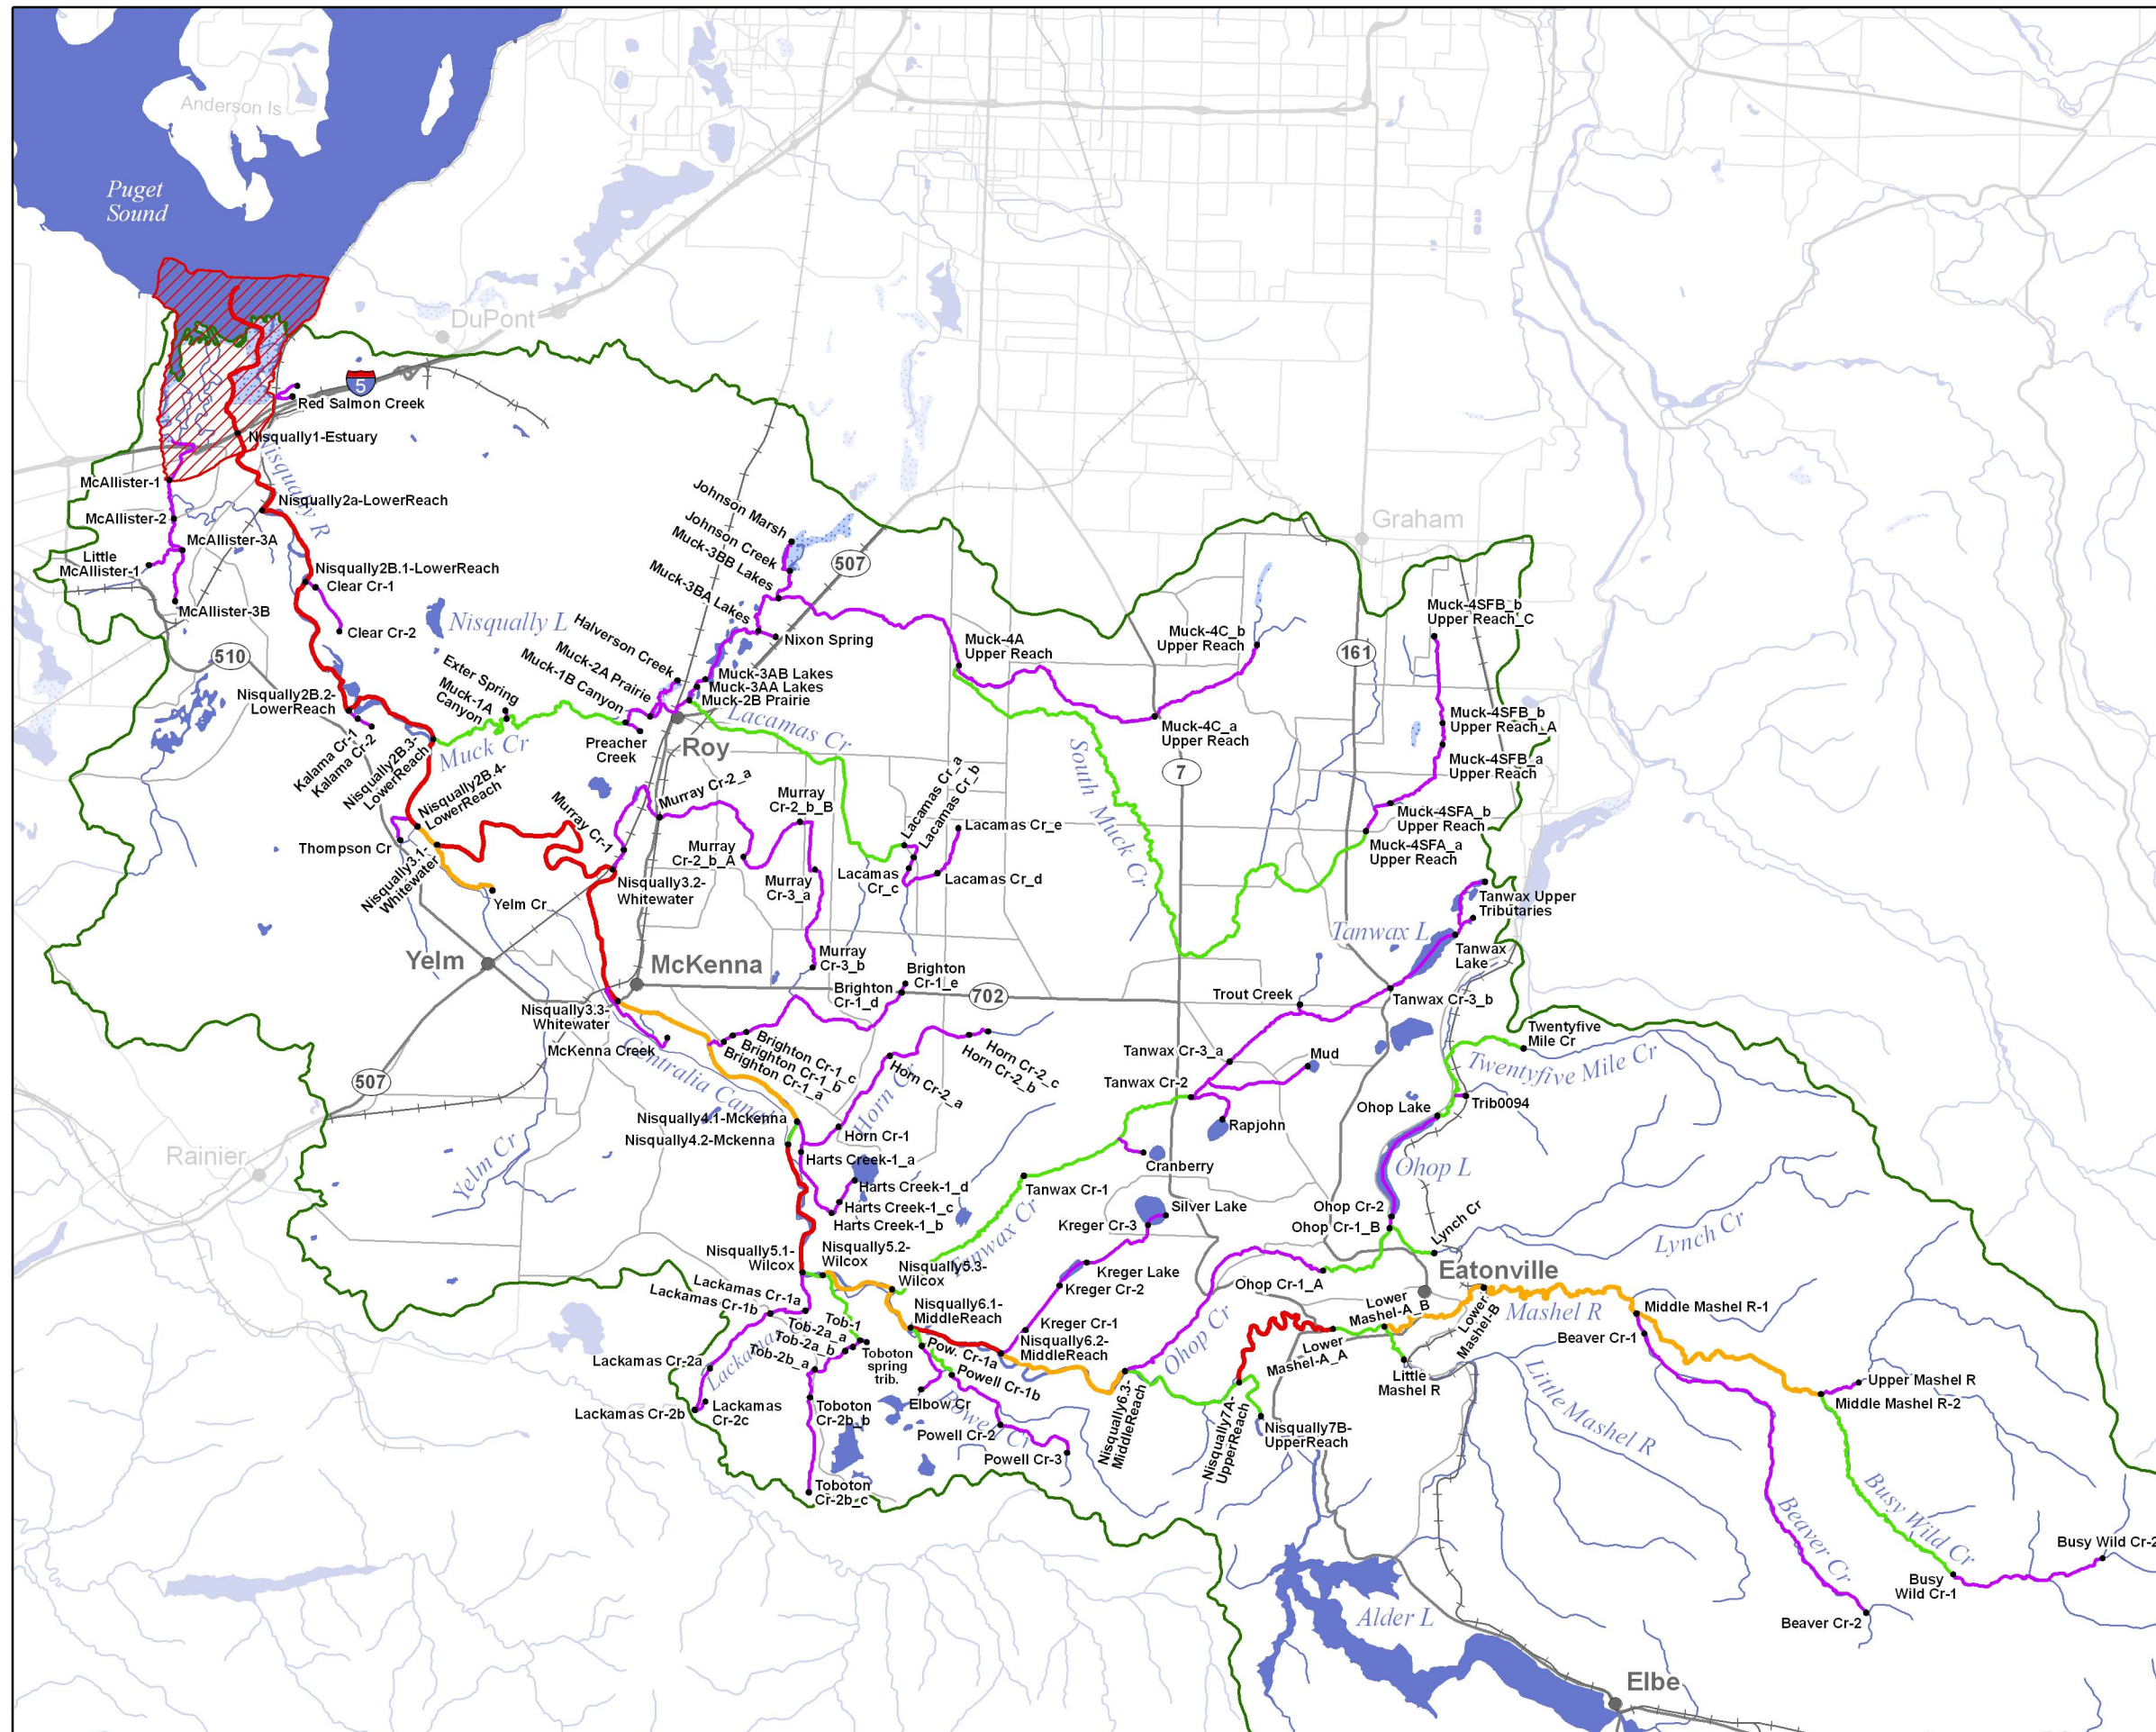 Anderson Is
Puget
Sound
DuPont
5
Red Salmon Creek
Nisqually1-Estuary
Nisqually R
McAllister-1
Nisqually2a-LowerReach
McAllister-2
McAllister-3A
Little
McAllister-1
Nisqually2B.1-LowerReach
Clear Cr-1
McAllister-3B
Clear Cr-2
Nisqually L
510
Nisqually2B.2-
LowerReach
Kalama Cr-1
Kalama Cr-2
Nisqually2B.3-
LowerReach
Nisqually2B.4-
LowerReach
Exter Spring
Muck-1A
Canyon
Muck Cr
Johnson Marsh
Johnson Creek
Muck-3BB Lakes
Muck-3BA Lakes
507
Nixon Spring
Halverson Creek
Muck-2A Prairie
Muck-1B Canyon
Muck-3AB Lakes
Muck-3AA Lakes
Muck-2B Prairie
Preacher
Creek
Roy
Lacamas Cr
Graham
Muck-4A
Upper Reach
Muck-4C_b
Upper Reach
161
Muck-4SFB_b
Upper Reach_C
Muck-4C_a
Upper Reach
Muck-4SFB_b
Upper Reach_A
Muck-4SFB_a
Upper Reach
7
South Muck Cr
Muck-4SFA_b
Upper Reach
Muck-4SFA_a
Upper Reach
Thompson Cr
Nisqually3.1-
Whitewater
Yelm Cr
Murray Cr-1
Murray Cr-2_a
Murray
Cr-2_b_B
Murray
Cr-2_b_A
Murray
Cr-3_a
Nisqually3.2-
Whitewater
Lacamas Cr_a
Lacamas Cr_b
Lacamas Cr_e
Lacamas
Cr_c
Lacamas Cr_d
Tanwax Upper
Tributaries
Tanwax L
Tanwax
Lake
Yelm
McKenna
Murray
Cr-3_b
Brighton
Cr-1_e
Brighton
Cr-1_d
702
Trout Creek
Tanwax Cr-3_b
Nisqually3.3-
Whitewater
McKenna Creek
Centralia Canal
Brighton Cr-1_c
Brighton Cr-1_b
Brighton Cr-1_a
Horn Cr-2_c
Horn Cr-2_b
Horn Cr-2_a
Horn Cr
Tanwax Cr-3_a
Mud
Tanwax Cr-2
Twentyfive
Mile Cr
Twentyfive Mile Cr
Ohop Lake
Trib0094
507
Nisqually4.1-Mckenna
Nisqually4.2-Mckenna
Horn Cr-1
Harts Creek-1_a
Rapjohn
Cranberry
Rainier
Yelm Cr
Harts Creek-1_d
Harts Creek-1_c
Harts Creek-1_b
Tanwax Cr-1
Ohop L
Silver Lake
Kreger Cr-3
Ohop Cr-2
Ohop Cr-1_B
Lynch Cr
Lynch Cr
Nisqually5.1-
Wilcox
Nisqually5.2-
Wilcox
Nisqually5.3-
Wilcox
Tanwax Cr
Kreger Lake
Kreger Cr-2
Ohop Cr-1_A
Eatonville
Lackamas Cr-1a
Lackamas Cr-1b
Nisqually6.1-
MiddleReach
Kreger Cr-1
Nisqually6.2-
MiddleReach
Ohop Cr
Lower
Mashel-A_B
Lower
Mashel-B
Mashel R
Middle Mashel R-1
Beaver Cr-1
Tob-1
Tob-2a_a
Tob-2a_b
Tob-2b_a
Toboton
spring
trib.
Pow. Cr-1a
Powell Cr-1b
Lower
Mashel-A_A
Little
Mashel R
Lackamas Cr-2a
Upper Mashel R
Middle Mashel R-2
Lackamas Cr-2b
Lackamas
Cr-2c
Toboton
Cr-2b_b
Elbow Cr
Powell Cr
Powell Cr-2
Powell Cr-3
Nisqually6.3-
MiddleReach
Nisqually7A-
UpperReach
Nisqually7B-
UpperReach
Little Mashel R
Toboton
Cr-2b_c
Beaver Cr
Busy Wild Cr
Busy Wild Cr-2
Busy
Wild Cr-1
Beaver Cr-2
Alder L
Elbe